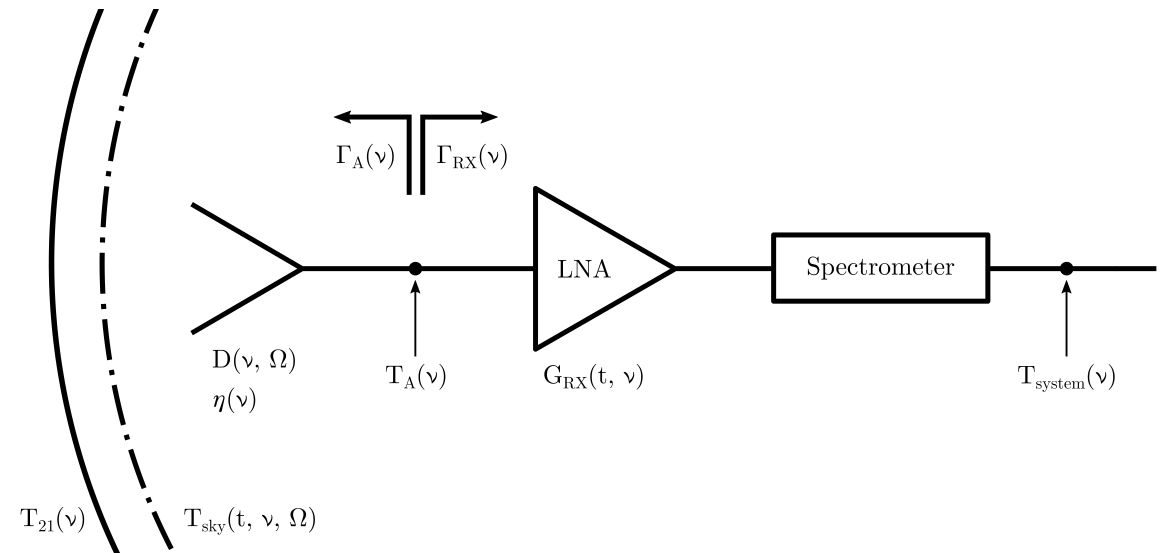 Γ_A(ν)
Γ_RX(ν)
LNA
Spectrometer
D(ν, Ω)
η(ν)
T_A(ν)
G_RX(t, ν)
T_system(ν)
T_21(ν)
T_sky(t, ν, Ω)